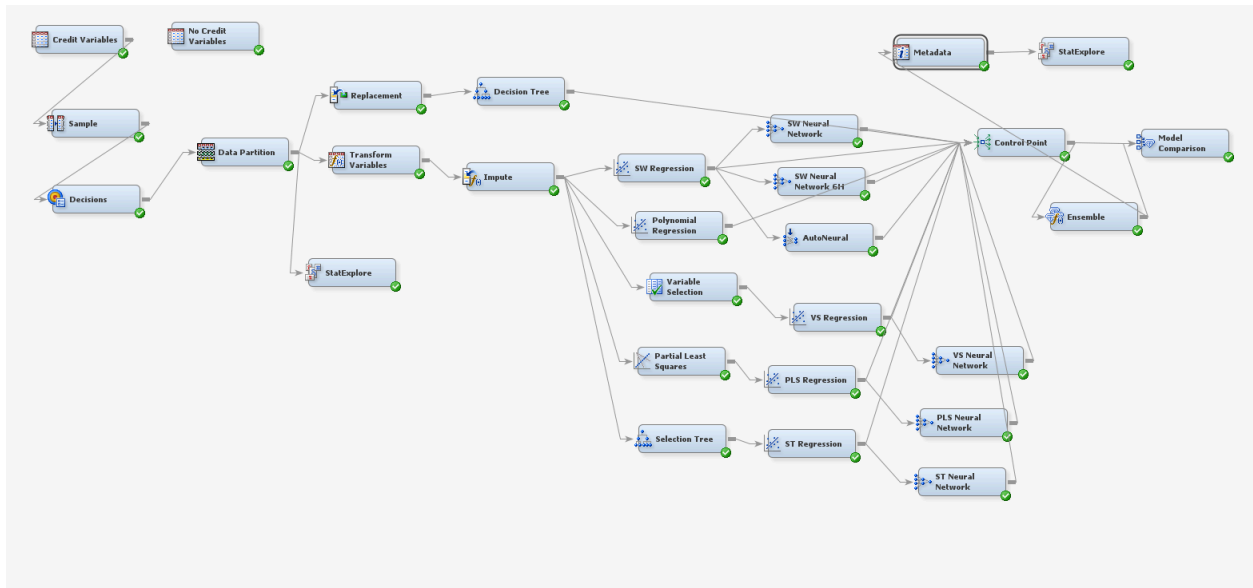 Credit Variables
No Credit
Variables
Metadata
StatExplore
Replacement
Decision Tree
Sample
SW Neural
Network
Control Point
Model
Comparison
Data Partition
Transform
Variables
SW Regression
Impute
SW Neural
Network_6H
Decisions
Polynomial
Regression
AutoNeural
Ensemble
StatExplore
Variable
Selection
VS Regression
VS Neural
Network
Partial Least
Squares
PLS Regression
PLS Neural
Network
Selection Tree
ST Regression
ST Neural
Network